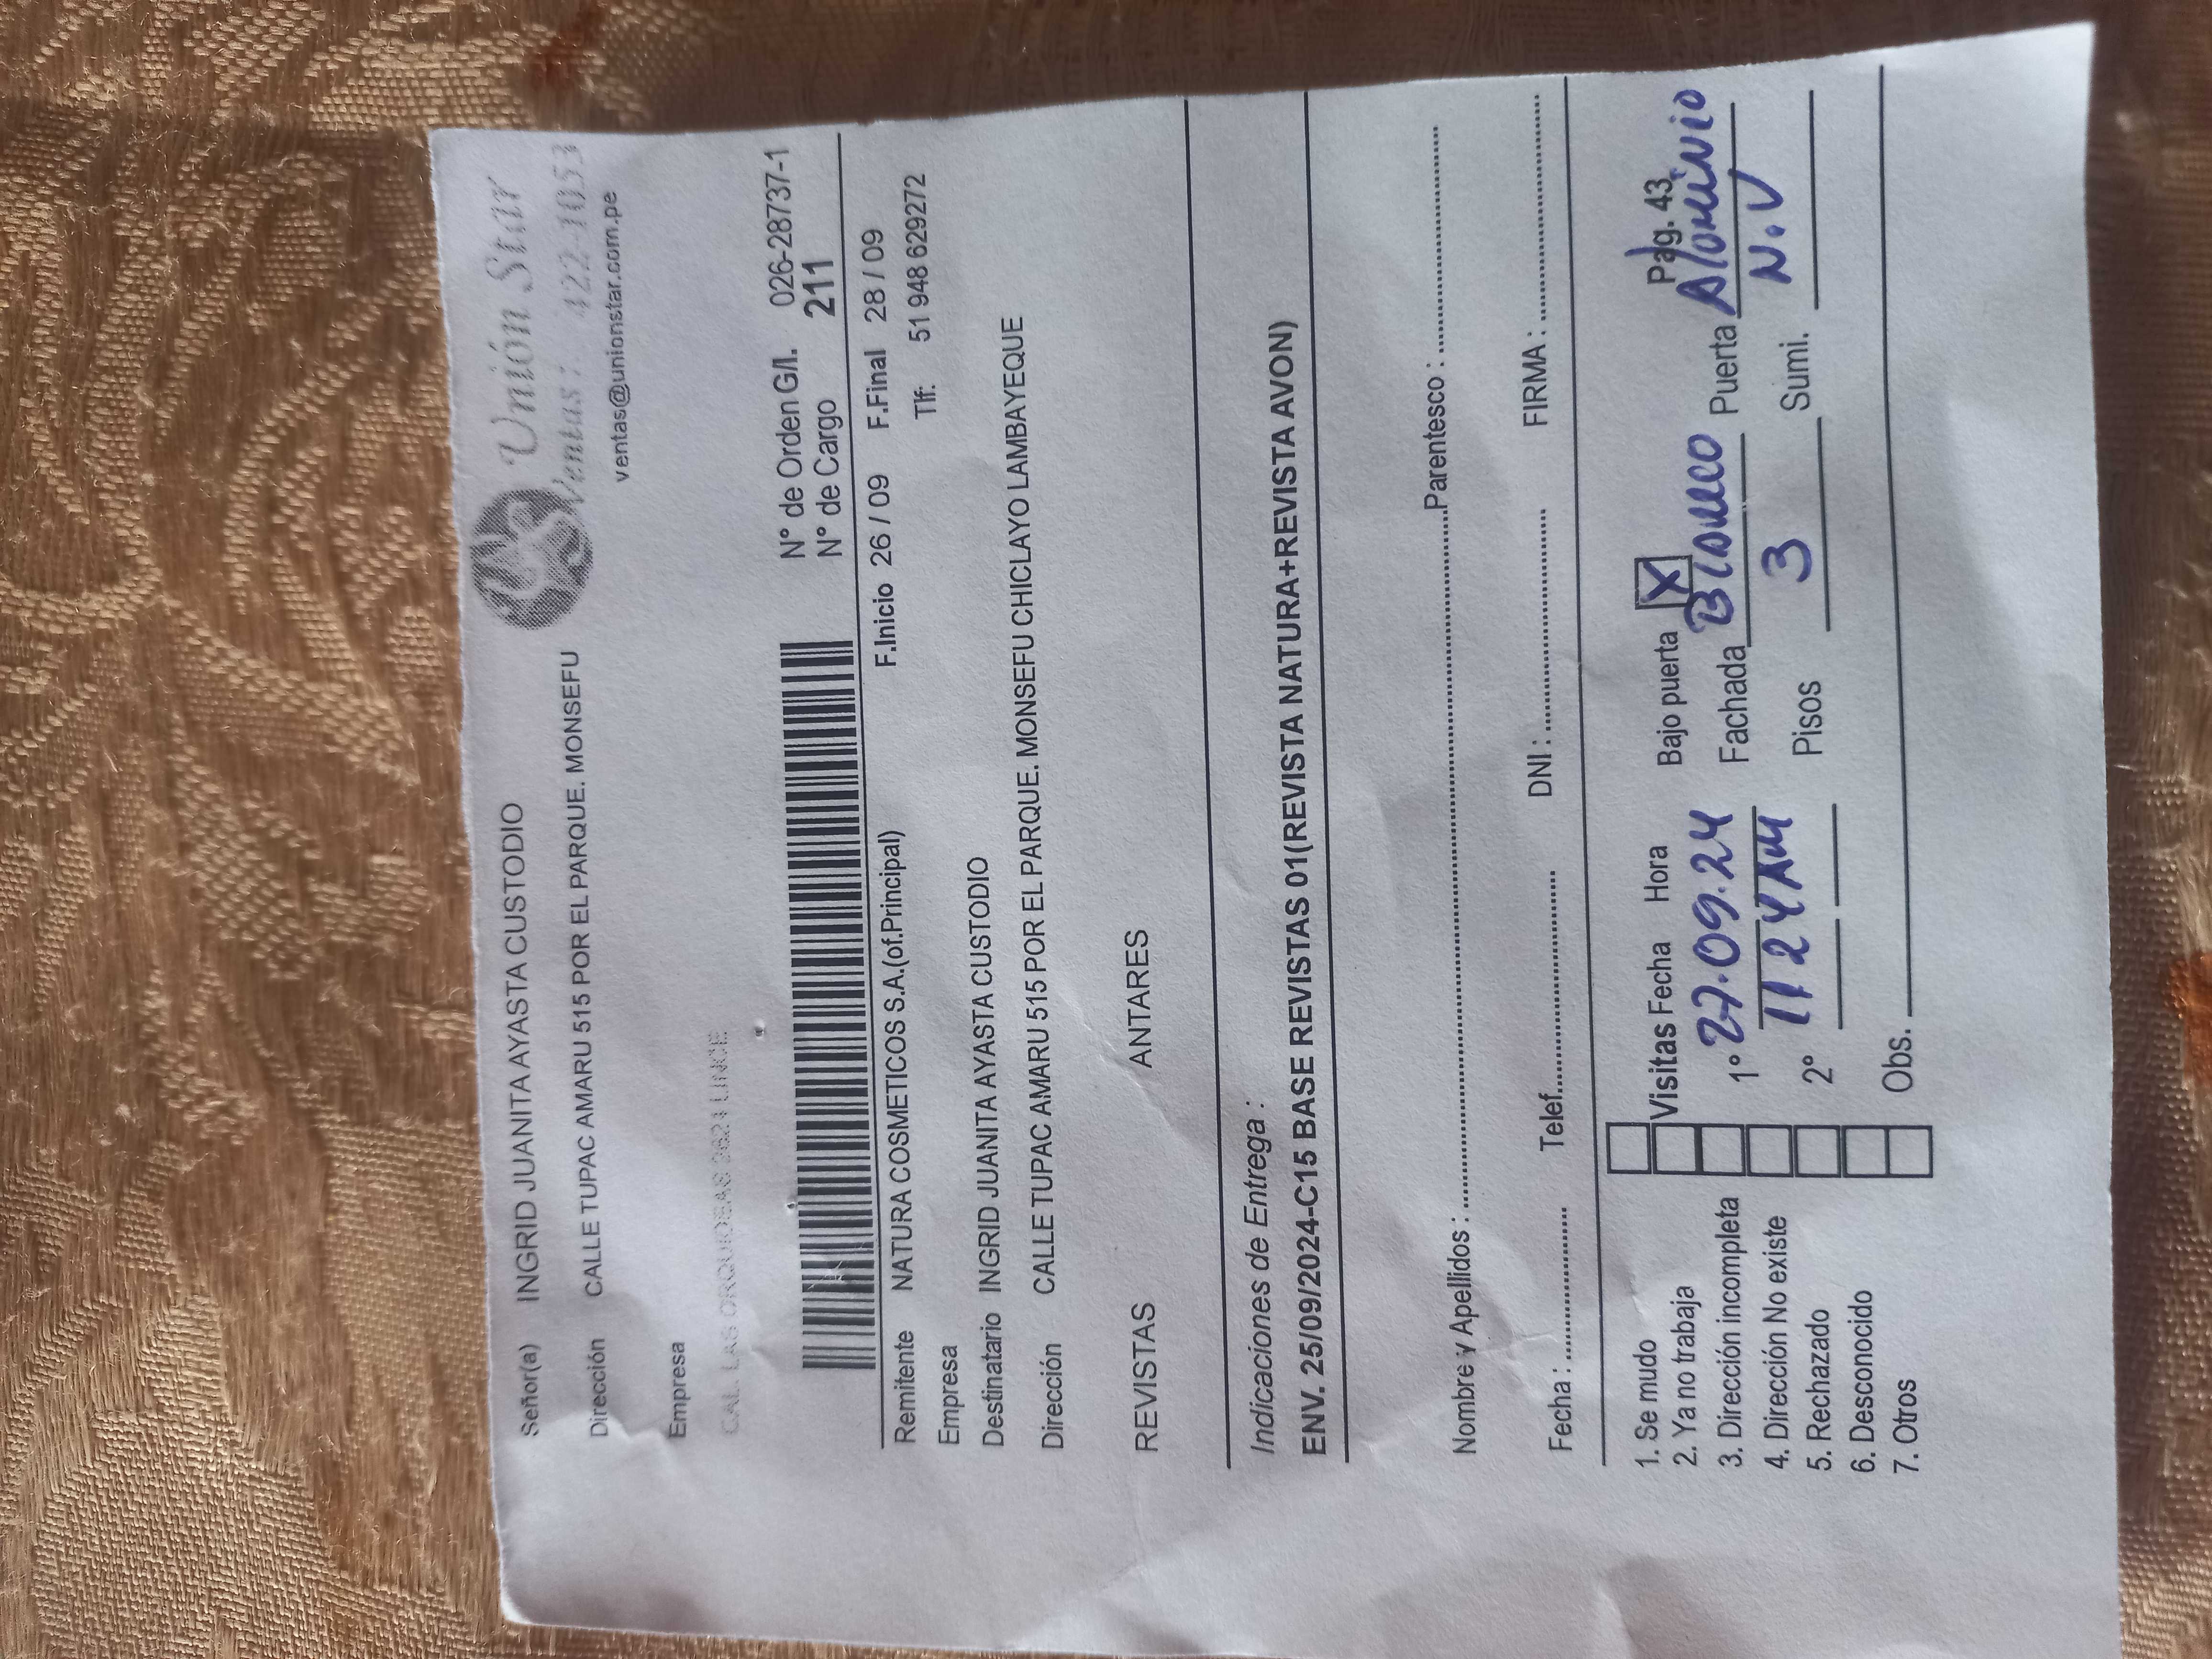 Señor(a) INGRID JUANITA AYASTA CUSTODIO
Unión Star
Ventas: 422-1053
ventas@unionstar.com.pe
Dirección CALLE TUPAC AMARU 515 POR EL PARQUE. MONSEFU
Empresa
CAL. LAS ORQUIDEAS LINCE
N° de Orden G/I. 026-28737-1
N° de Cargo 211
F.Inicio 26 / 09 F.Final 28 / 09
Remitente NATURA COSMETICOS S.A.(of.Principal)
Tlf: 51 948 629272
Empresa
Destinatario INGRID JUANITA AYASTA CUSTODIO
Dirección CALLE TUPAC AMARU 515 POR EL PARQUE. MONSEFU CHICLAYO LAMBAYEQUE
REVISTAS ANTARES
Indicaciones de Entrega :
ENV. 25/09/2024-C15 BASE REVISTAS 01(REVISTA NATURA+REVISTA AVON)
Nombre y Apellidos : Parentesco :
Fecha : Telef. DNI : FIRMA :
1. Se mudo
2. Ya no trabaja
3. Dirección incompleta
4. Dirección No existe
5. Rechazado
6. Desconocido
7. Otros
Visitas Fecha Hora Bajo puerta X Pag. 43
1° 27.09.24 Fachada Blanco Puerta Aluminio
11 24 AM Pisos 3 Sumi. N.V
2°
Obs.